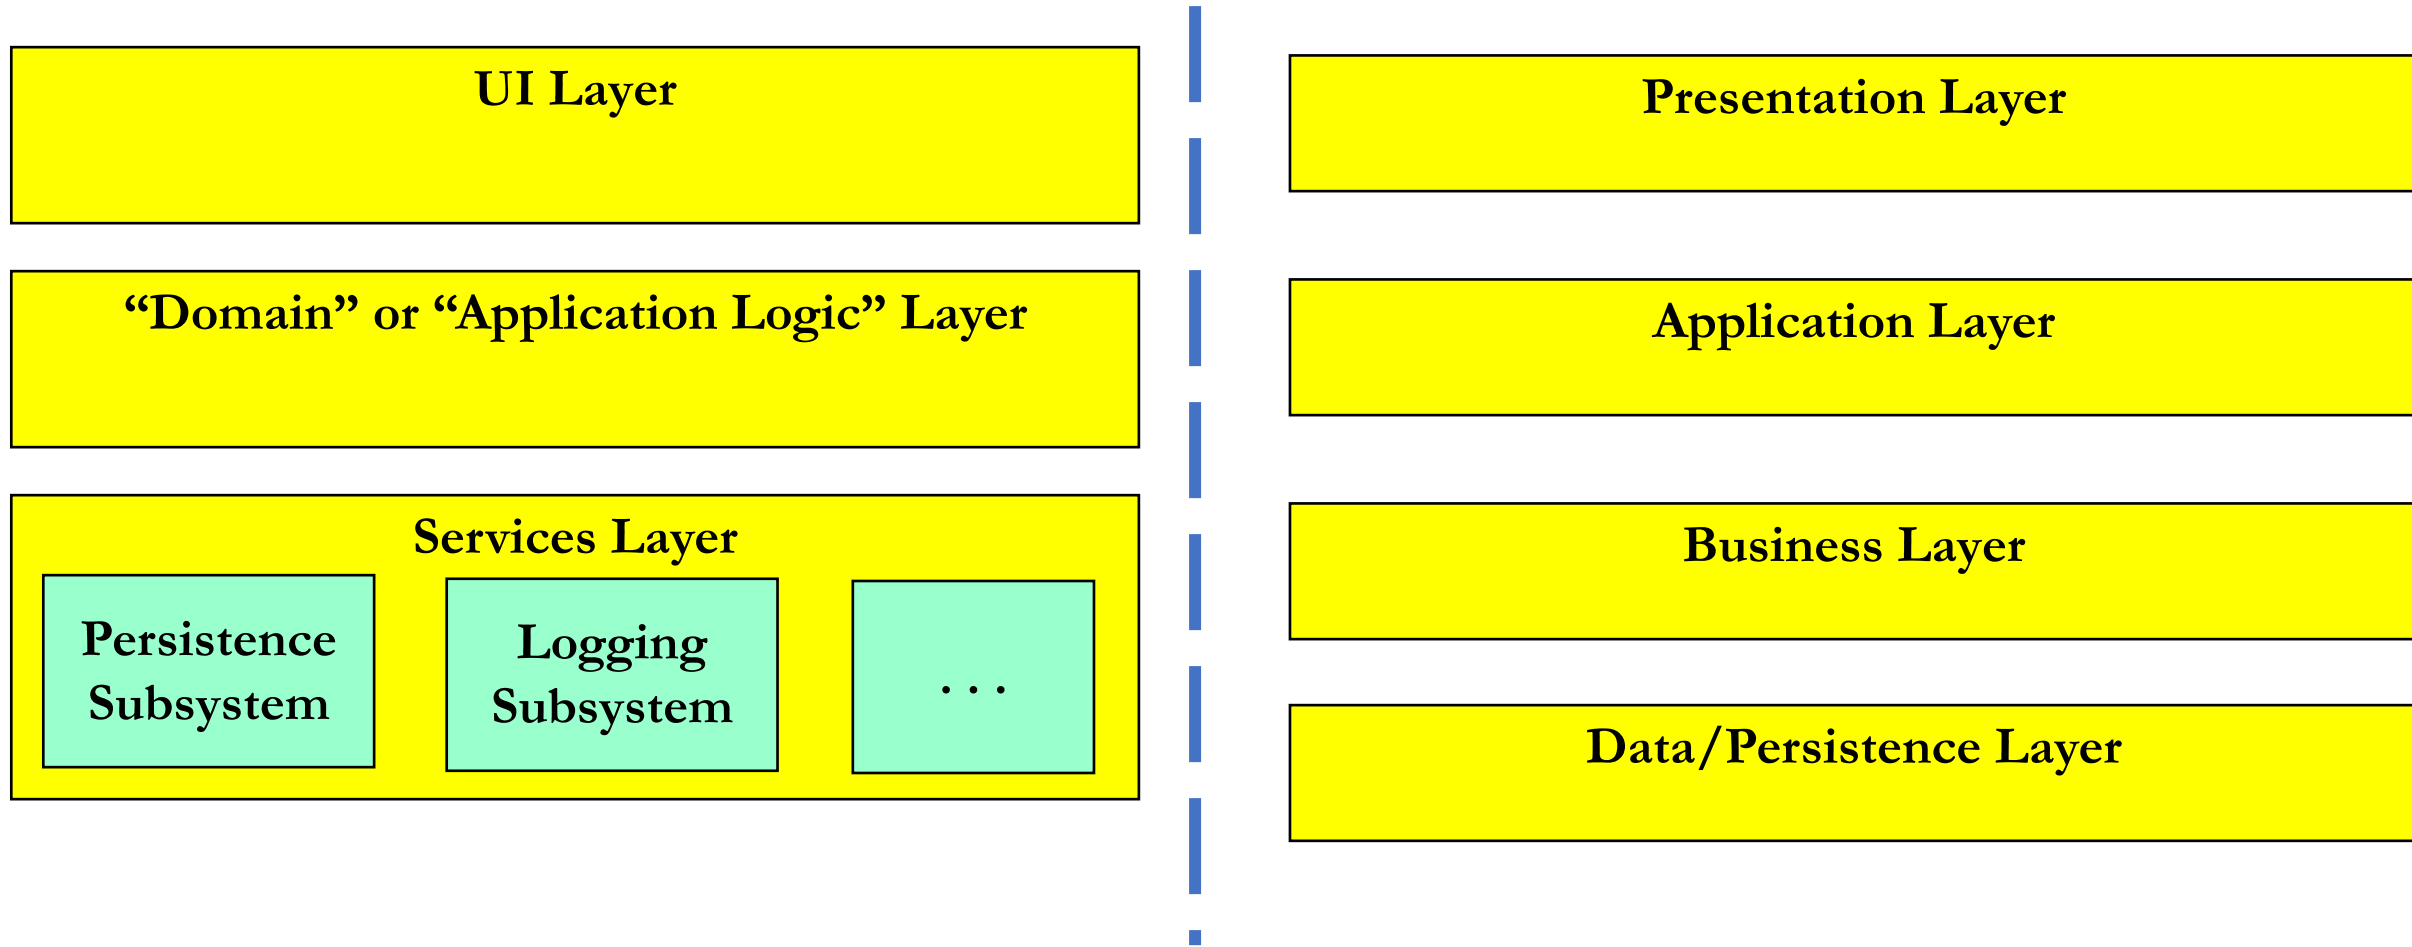 UI Layer
“Domain” or “Application Logic” Layer
Services Layer
Persistence
Subsystem
Logging
Subsystem
. . .
Presentation Layer
Application Layer
Business Layer
Data/Persistence Layer